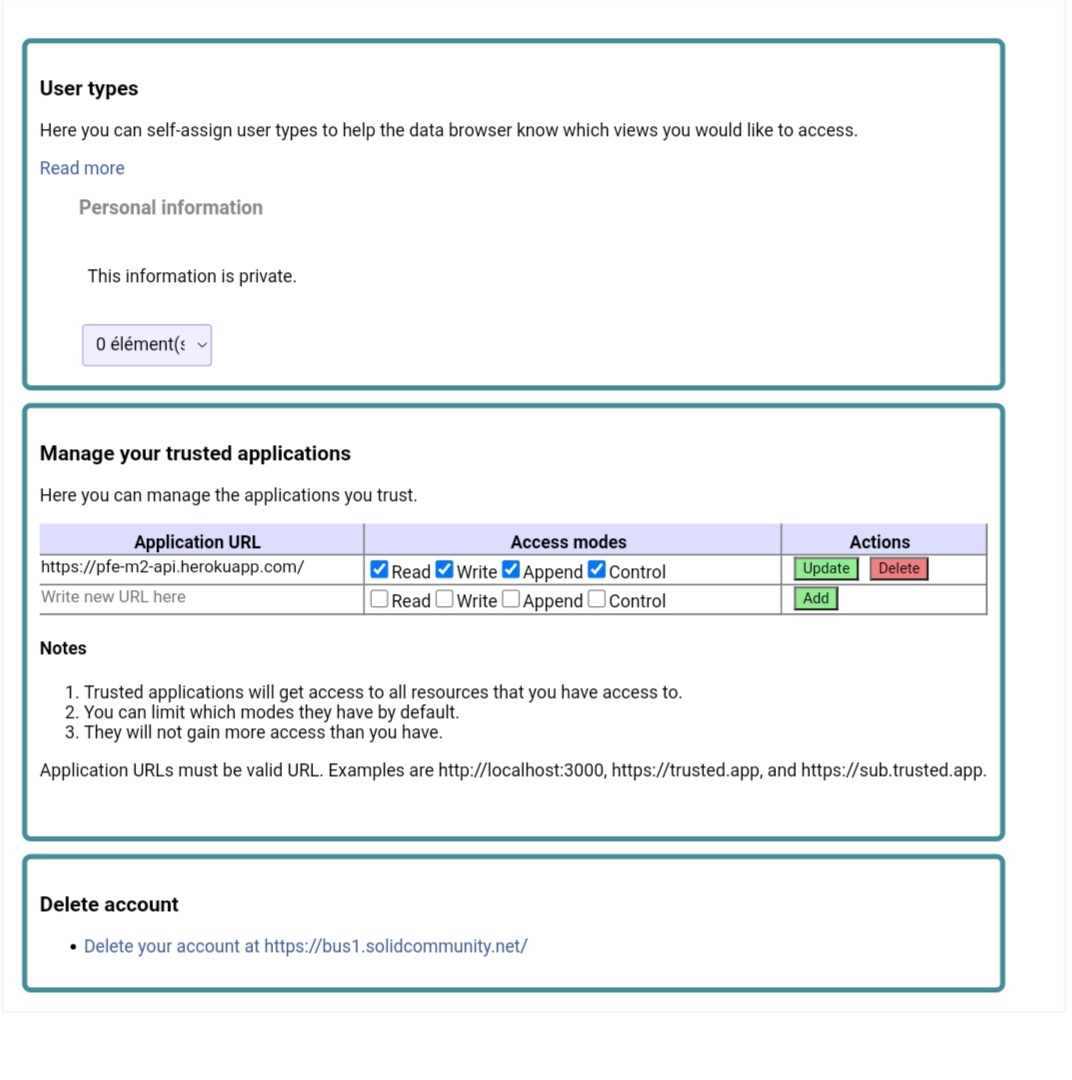 User types
Here you can self-assign user types to help the data browser know which views you would like to access.
Read more
Personal information
This information is private.
0 élément(s
Manage your trusted applications
Here you can manage the applications you trust.
Application URL Access modes Actions
https://pfe-m2-api.herokuapp.com/ Read Write Append Control Update Delete
Write new URL here Read Write Append Control Add
Notes
1. Trusted applications will get access to all resources that you have access to.
2. You can limit which modes they have by default.
3. They will not gain more access than you have.
Application URLs must be valid URL. Examples are http://localhost:3000, https://trusted.app, and https://sub.trusted.app.
Delete account
• Delete your account at https://bus1.solidcommunity.net/